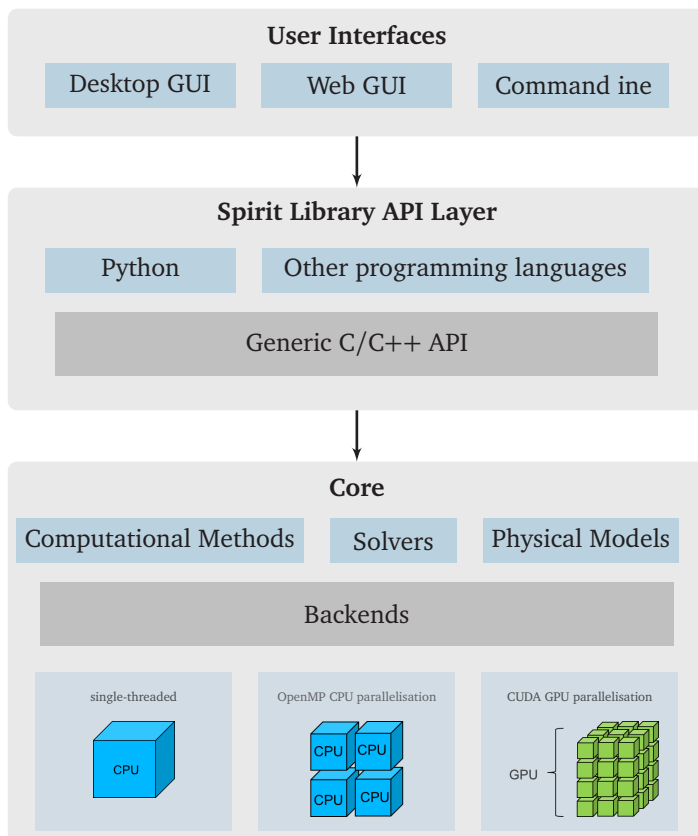 User Interfaces
Desktop GUI
Web GUI
Command ine
Spirit Library API Layer
Python
Other programming languages
Generic C/C++ API
Core
Computational Methods
Solvers
Physical Models
Backends
single-threaded
OpenMP CPU parallelisation
CUDA GPU parallelisation
CPU
CPU
CPU
CPU
CPU
GPU